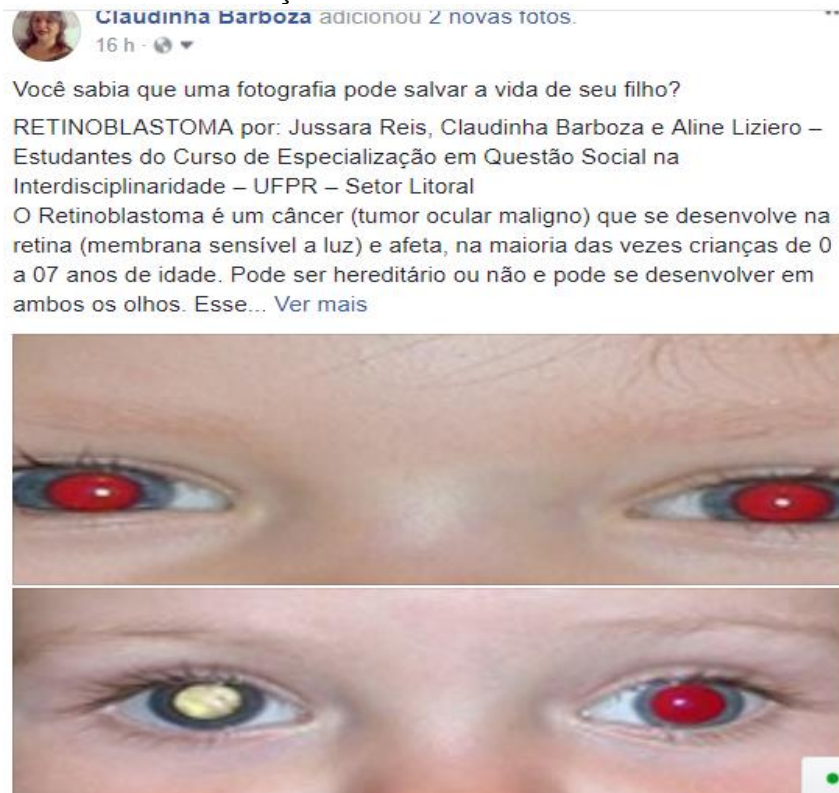 Claudinha Barboza adicionou 2 novas fotos.
16 h ·
Você sabia que uma fotografia pode salvar a vida de seu filho?
RETINOBLASTOMA por: Jussara Reis, Claudinha Barboza e Aline Liziero –
Estudantes do Curso de Especialização em Questão Social na
Interdisciplinaridade – UFPR – Setor Litoral
O Retinoblastoma é um câncer (tumor ocular maligno) que se desenvolve na
retina (membrana sensível a luz) e afeta, na maioria das vezes crianças de 0
a 07 anos de idade. Pode ser hereditário ou não e pode se desenvolver em
ambos os olhos. Esse... Ver mais